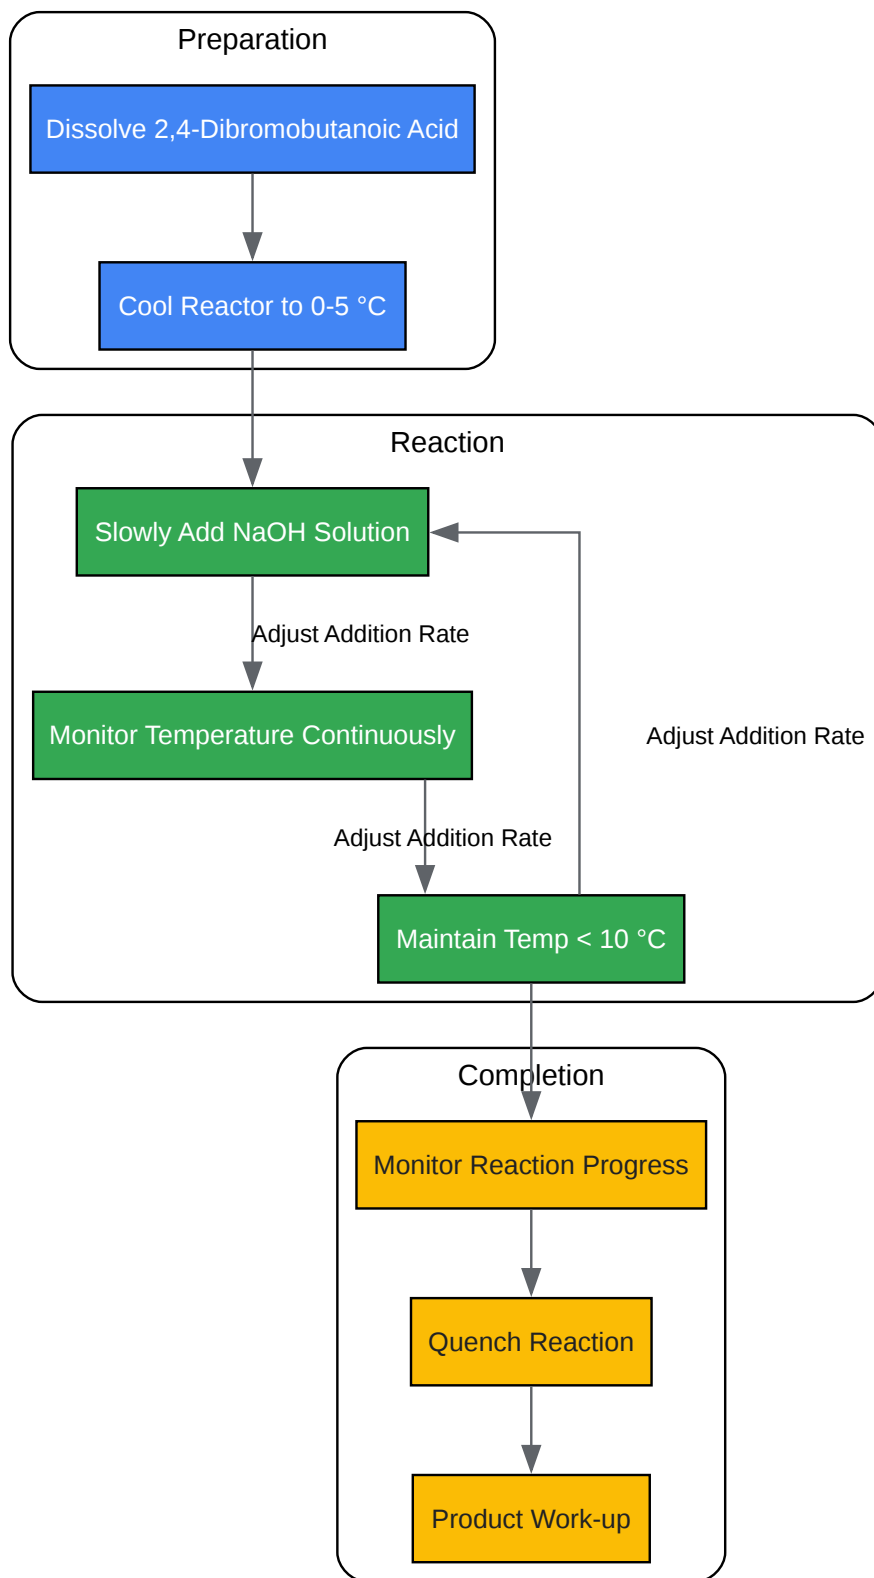 Preparation
Dissolve 2,4-Dibromobutanoic Acid
Cool Reactor to 0-5 °C
Reaction
Slowly Add NaOH Solution
Adjust Addition Rate
Monitor Temperature Continuously
Adjust Addition Rate
Adjust Addition Rate
Maintain Temp < 10 °C
Completion
Monitor Reaction Progress
Quench Reaction
Product Work-up